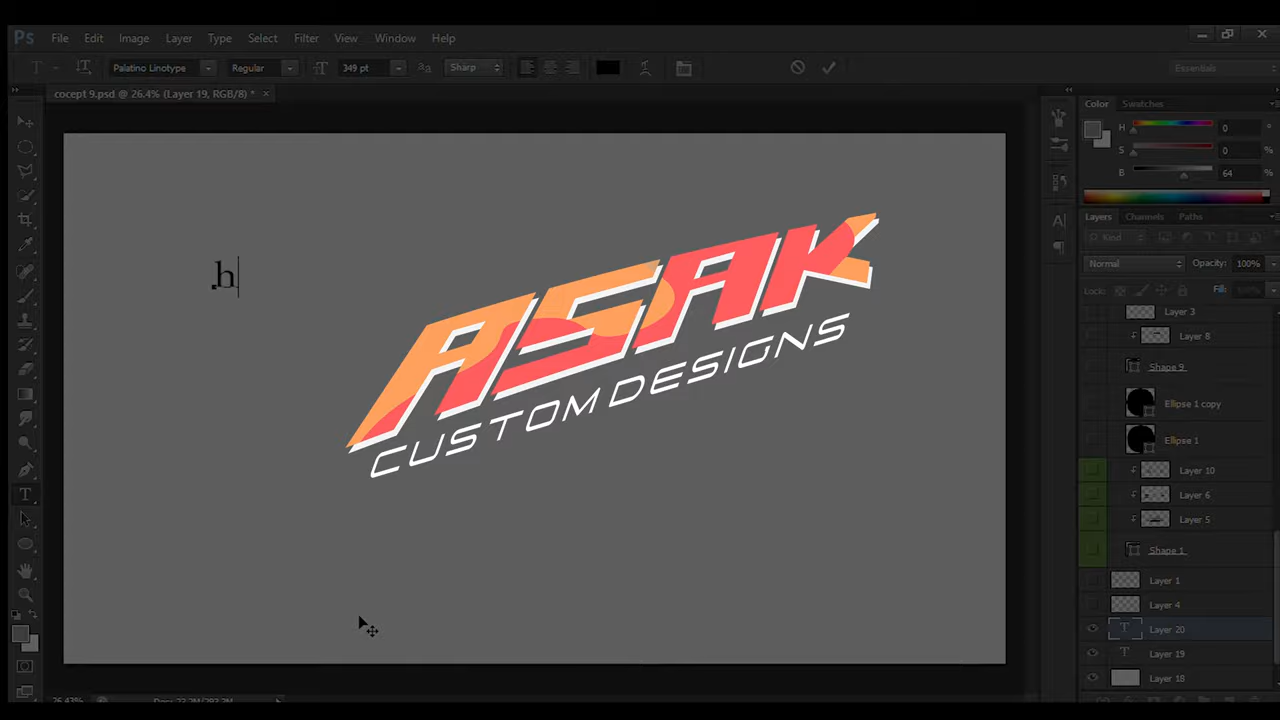 Ps File Edit Image Layer Type Select Filter View Window Help
T Palatino Linotype Regular 349 pt Sharp Essentials
cocept 9.psd @ 26.4% (Layer 19, RGB/8) * ×
Color Swatches
H 0 °
S 0 %
B 64 %
Layers Channels Paths
Kind
Normal Opacity: 100%
Lock: Fill: 100%
Layer 3
Layer 8
Shape 9
Ellipse 1 copy
Ellipse 1
Layer 10
Layer 6
Layer 5
Shape 1
Layer 1
Layer 4
Layer 20
Layer 19
Layer 18
.h
ASAK
CUSTOM DESIGNS